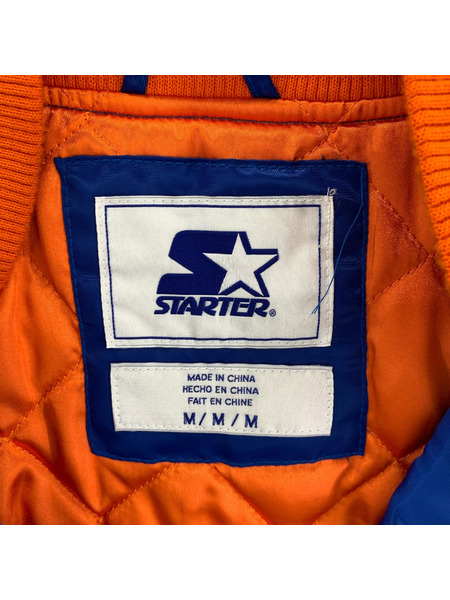 STARTER®
MADE IN CHINA
HECHO EN CHINA
FAIT EN CHINE
M/M/M